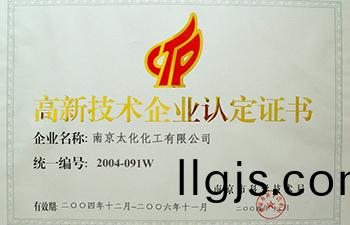 高新技术企业认定证书
企业名称: 南京太化化工有限公司
统一编号: 2004-091W
llgjs.com
有效期: 二〇〇四年十二月~二〇〇六年十一月